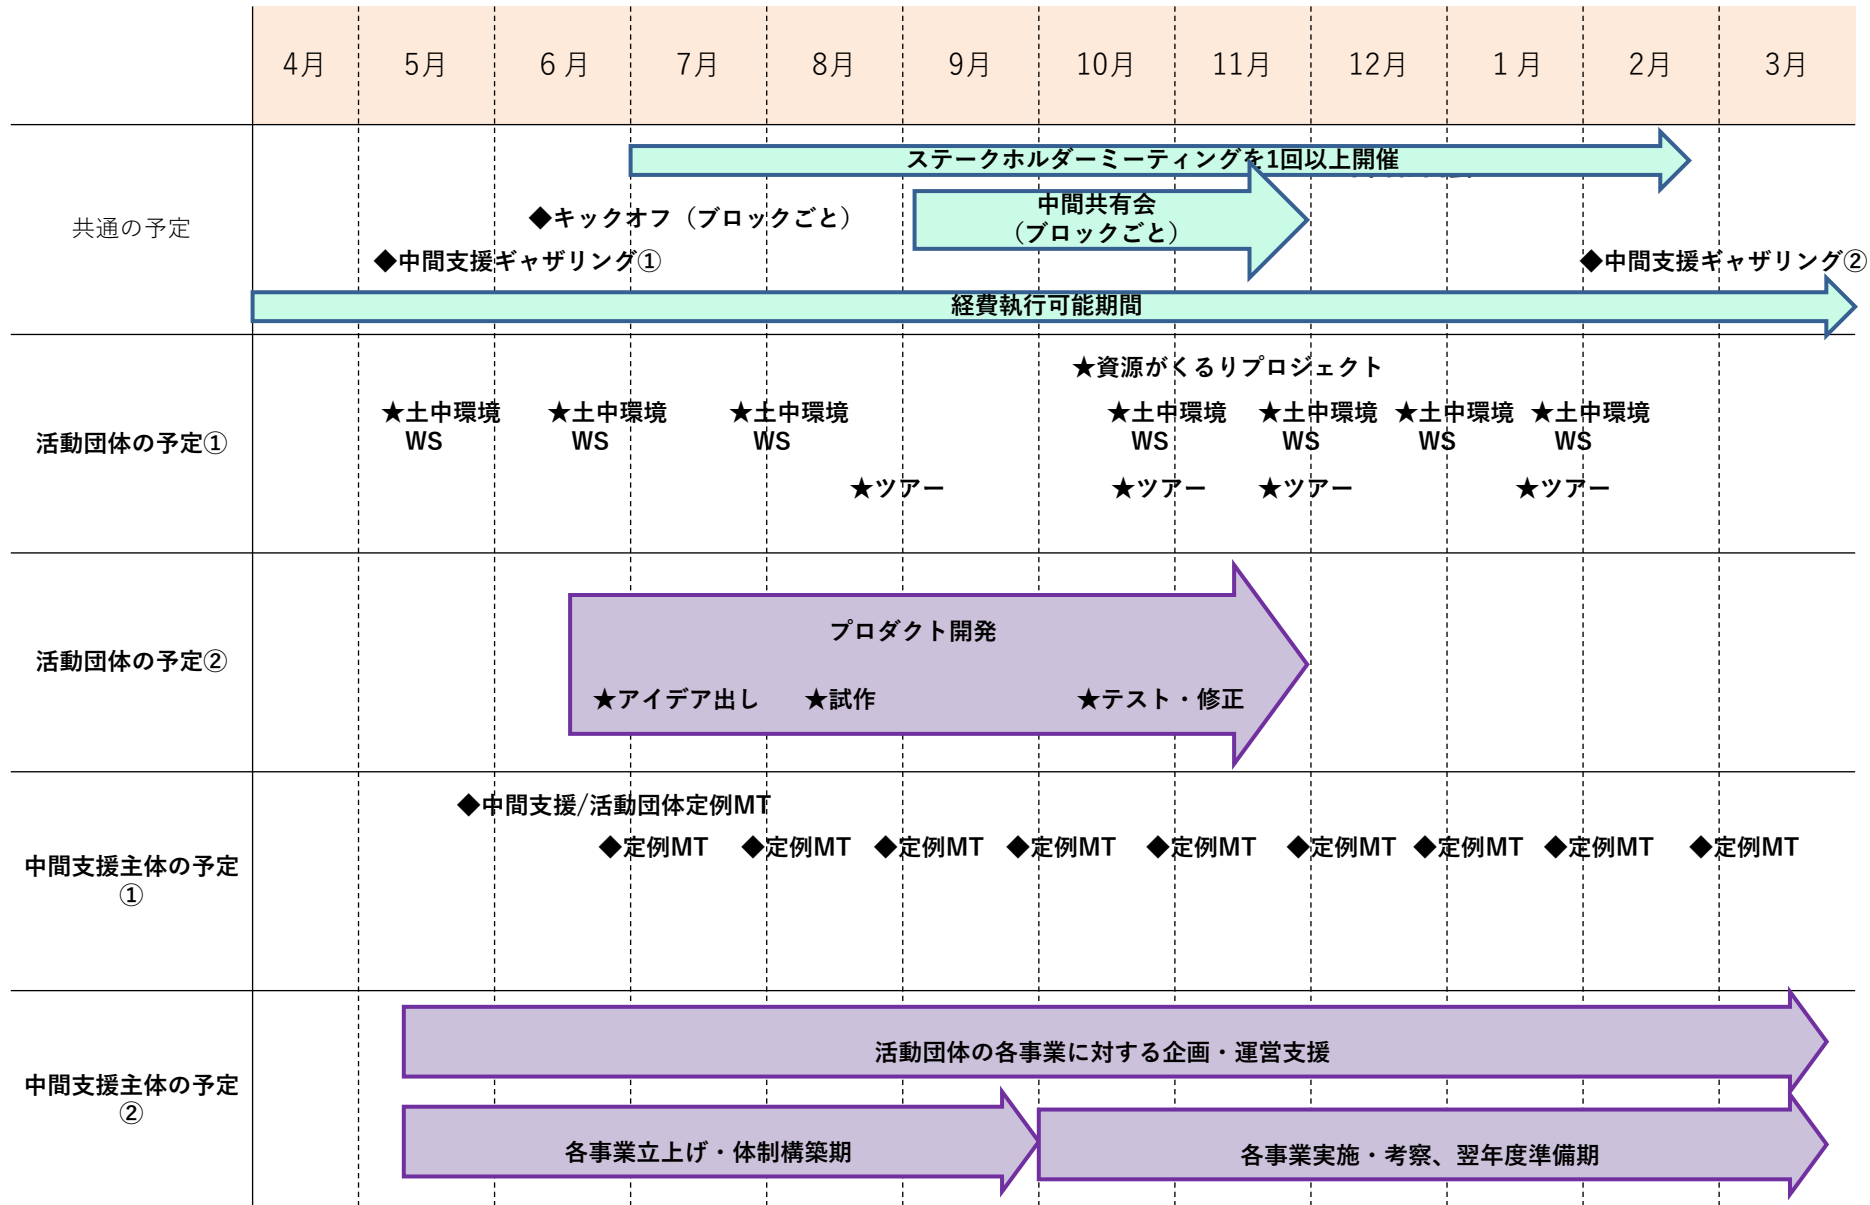 4月 5月 6 月 7月 8月 9月 10月 11月 12月 1 月 2月 3月
共通の予定
ステークホルダーミーティングを1回以上開催
中間共有会
（ブロックごと）
◆キックオフ（ブロックごと）
◆中間支援ギャザリング①
◆中間支援ギャザリング②
経費執行可能期間
活動団体の予定①
★資源がくるりプロジェクト
★土中環境 ★土中環境 ★土中環境 ★土中環境 ★土中環境 ★土中環境 ★土中環境
WS WS WS WS WS WS WS
★ツアー ★ツアー ★ツアー ★ツアー
活動団体の予定②
プロダクト開発
★アイデア出し ★試作 ★テスト・修正
中間支援主体の予定
①
◆中間支援/活動団体定例MT
◆定例MT ◆定例MT ◆定例MT ◆定例MT ◆定例MT ◆定例MT ◆定例MT ◆定例MT ◆定例MT
中間支援主体の予定
②
活動団体の各事業に対する企画・運営支援
各事業立上げ・体制構築期
各事業実施・考察、翌年度準備期